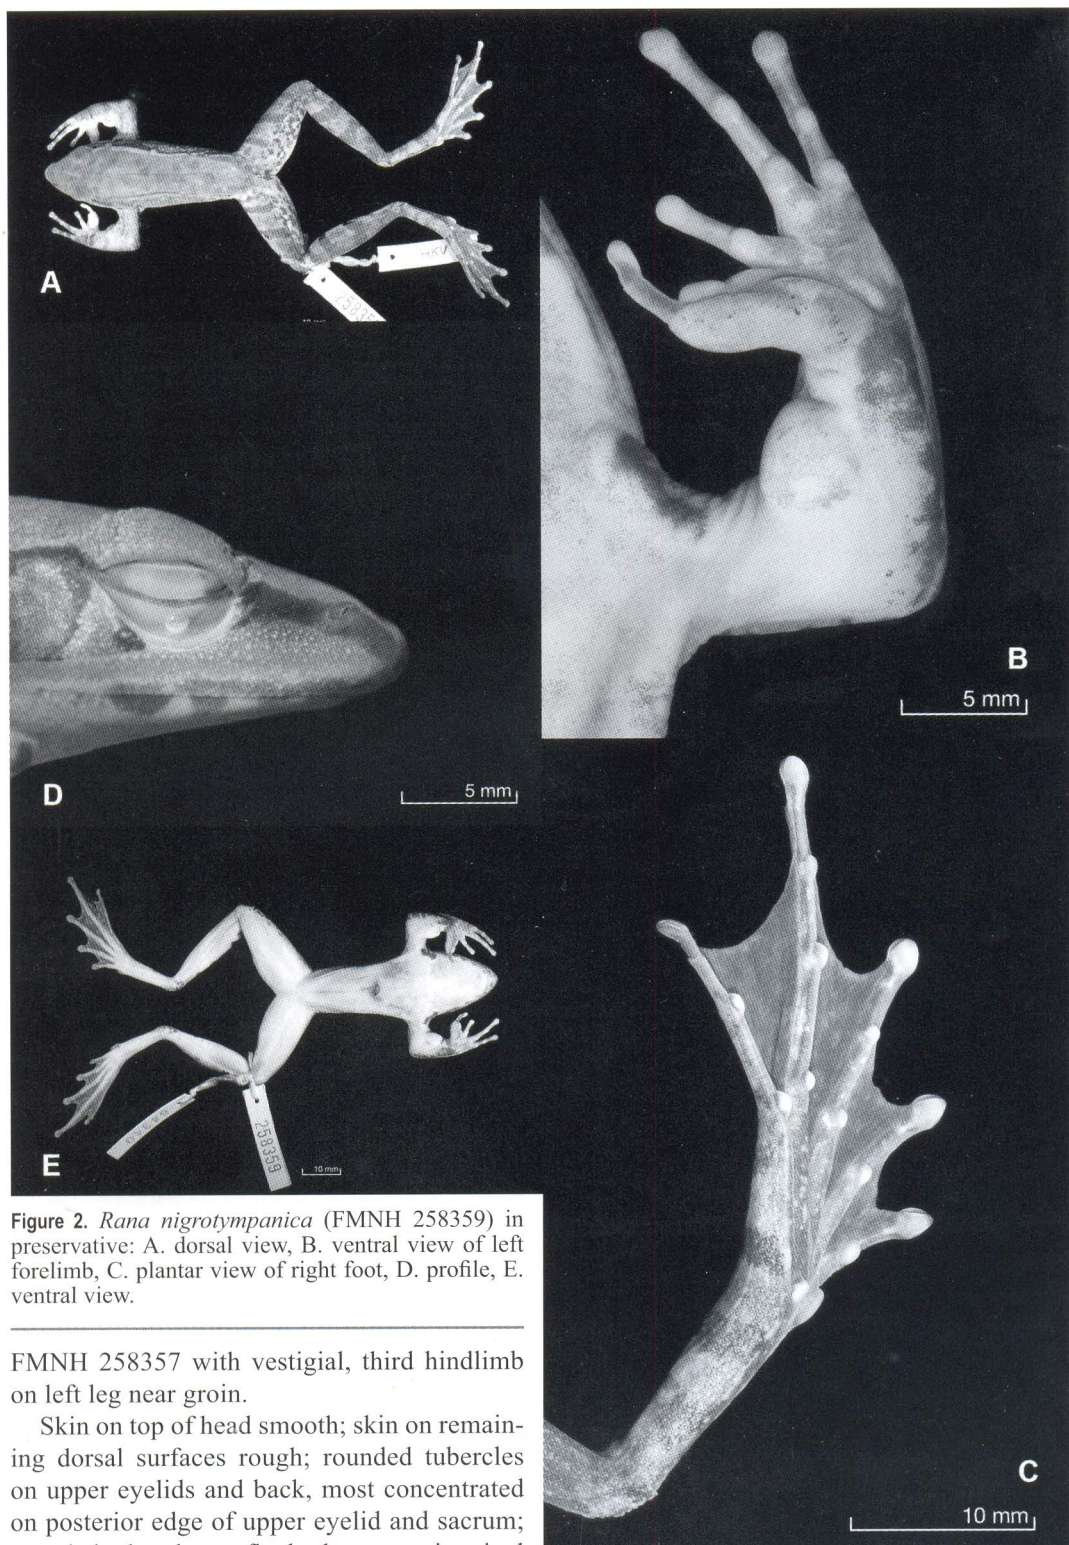 A
258359
B
5 mm
D
5 mm
E
258359
10 mm
C
10 mm
Figure 2. Rana nigrotympanica (FMNH 258359) in
preservative: A. dorsal view, B. ventral view of left
forelimb, C. plantar view of right foot, D. profile, E.
ventral view.
FMNH 258357 with vestigial, third hindlimb
on left leg near groin.
Skin on top of head smooth; skin on remain-
ing dorsal surfaces rough; rounded tubercles
on upper eyelids and back, most concentrated
on posterior edge of upper eyelid and sacrum;